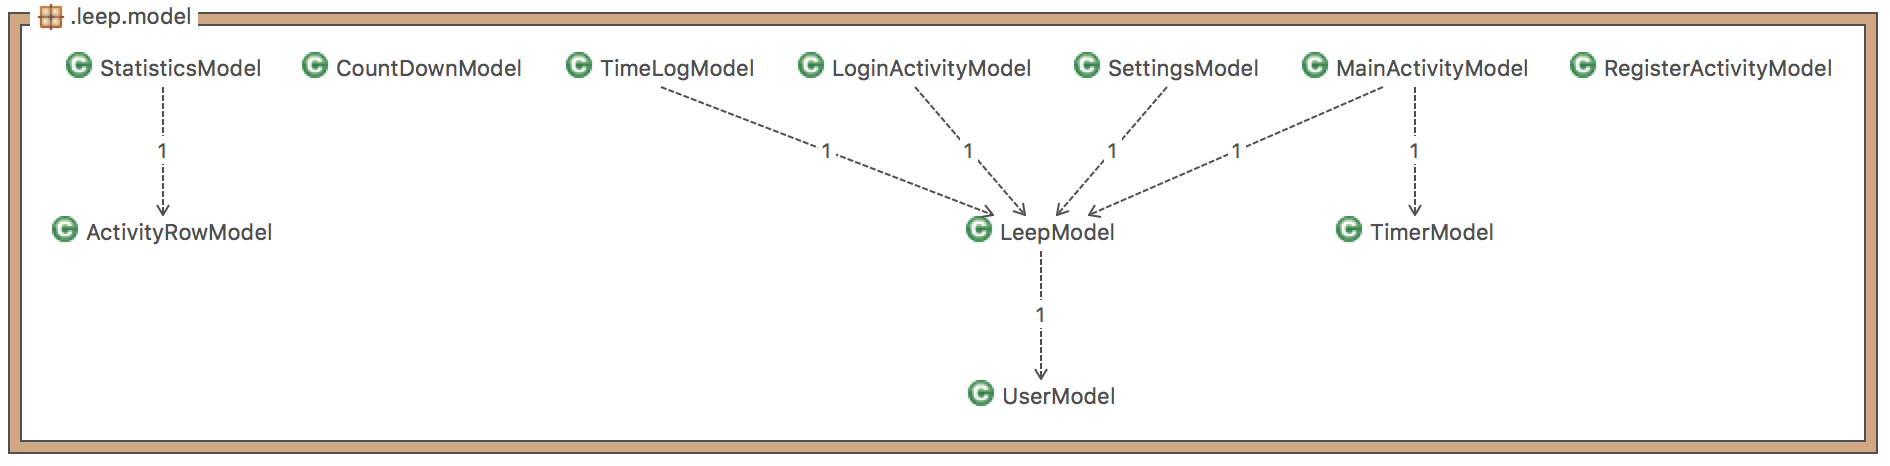 .leep.model
StatisticsModel CountDownModel TimeLogModel LoginActivityModel SettingsModel MainActivityModel RegisterActivityModel
1 1 1 1 1 1
ActivityRowModel LeepModel TimerModel
1
UserModel